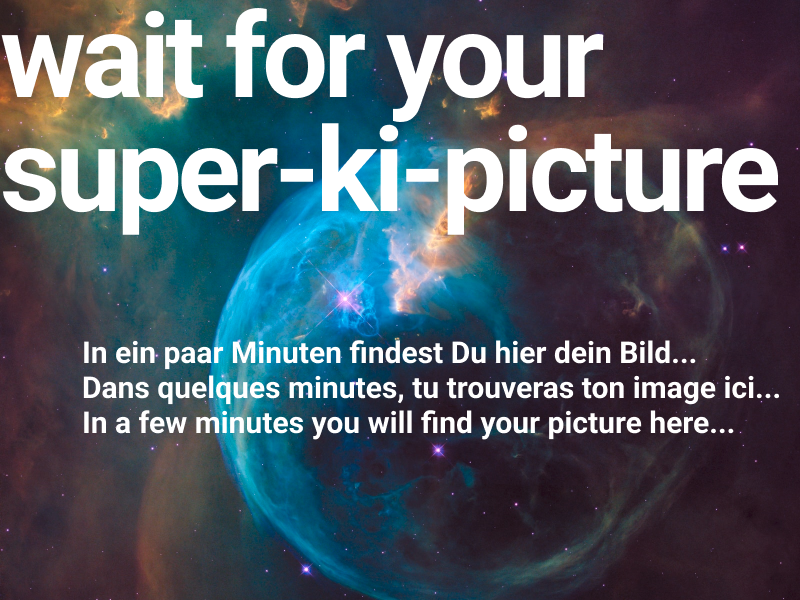 wait for your
super-ki-picture
In ein paar Minuten findest Du hier dein Bild...
Dans quelques minutes, tu trouveras ton image ici...
In a few minutes you will find your picture here...